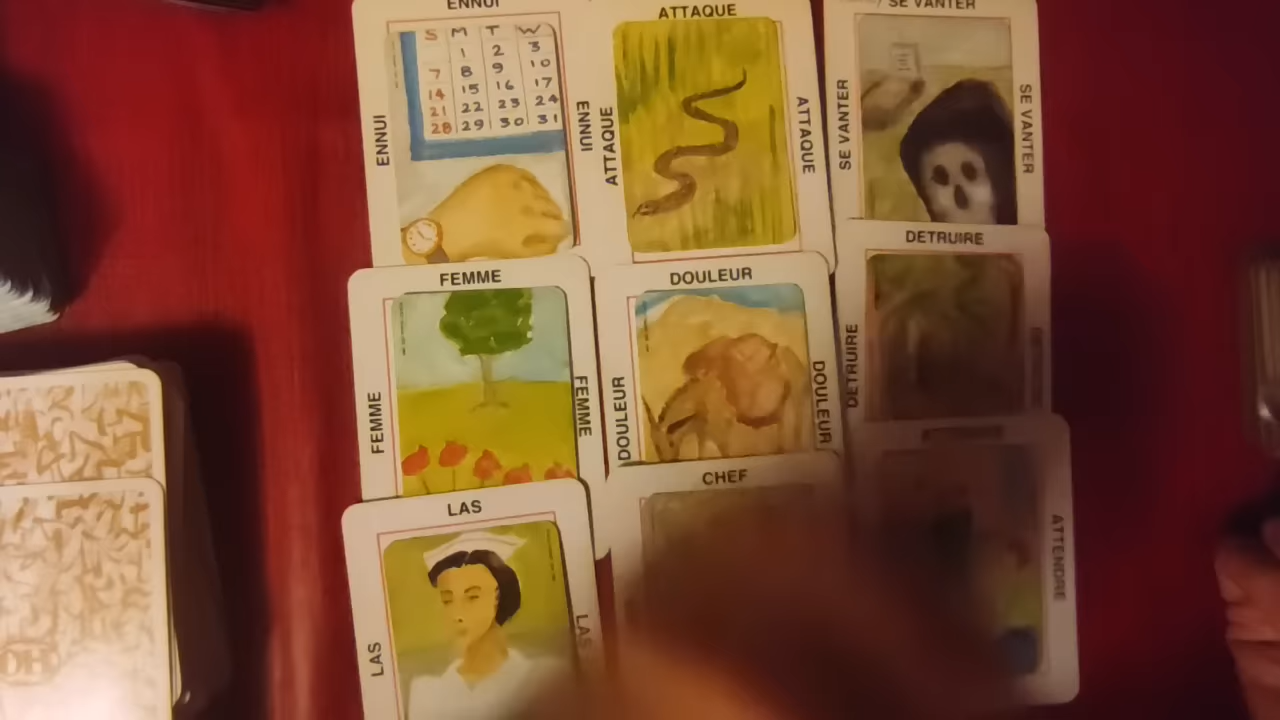 ENNUI
ENNUI
ENNUI
S M T W
1 2 3
7 8 9 10
14 15 16 17
21 22 23 24
28 29 30 31
ATTAQUE
ATTAQUE
ATTAQUE
SE VANTER
SE VANTER
SE VANTER
FEMME
FEMME
FEMME
DOULEUR
DOULEUR
DOULEUR
DETRUIRE
DETRUIRE
LAS
LAS
LAS
CHEF
ATTENDRE
OH